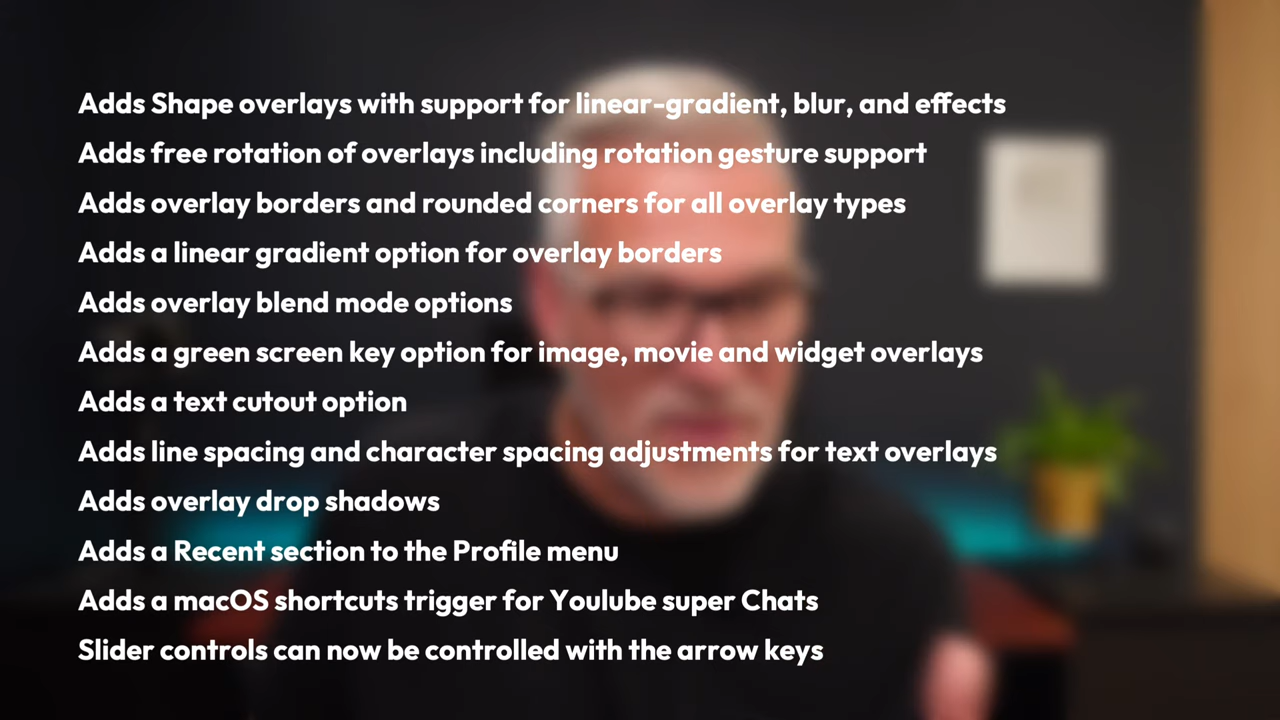 Adds Shape overlays with support for linear-gradient, blur, and effects
Adds free rotation of overlays including rotation gesture support
Adds overlay borders and rounded corners for all overlay types
Adds a linear gradient option for overlay borders
Adds overlay blend mode options
Adds a green screen key option for image, movie and widget overlays
Adds a text cutout option
Adds line spacing and character spacing adjustments for text overlays
Adds overlay drop shadows
Adds a Recent section to the Profile menu
Adds a macOS shortcuts trigger for Youlube super Chats
Slider controls can now be controlled with the arrow keys